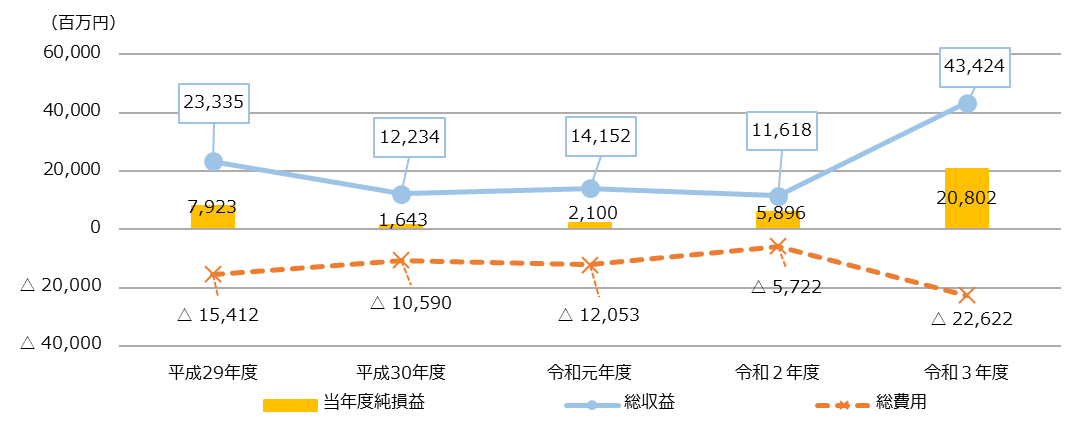 （百万円）
60,000
40,000
20,000
0
△ 20,000
△ 40,000
23,335
12,234
14,152
11,618
43,424
7,923
1,643
2,100
5,896
20,802
△ 15,412
△ 10,590
△ 12,053
△ 5,722
△ 22,622
平成29年度
平成30年度
令和元年度
令和２年度
令和３年度
当年度純損益
総収益
総費用